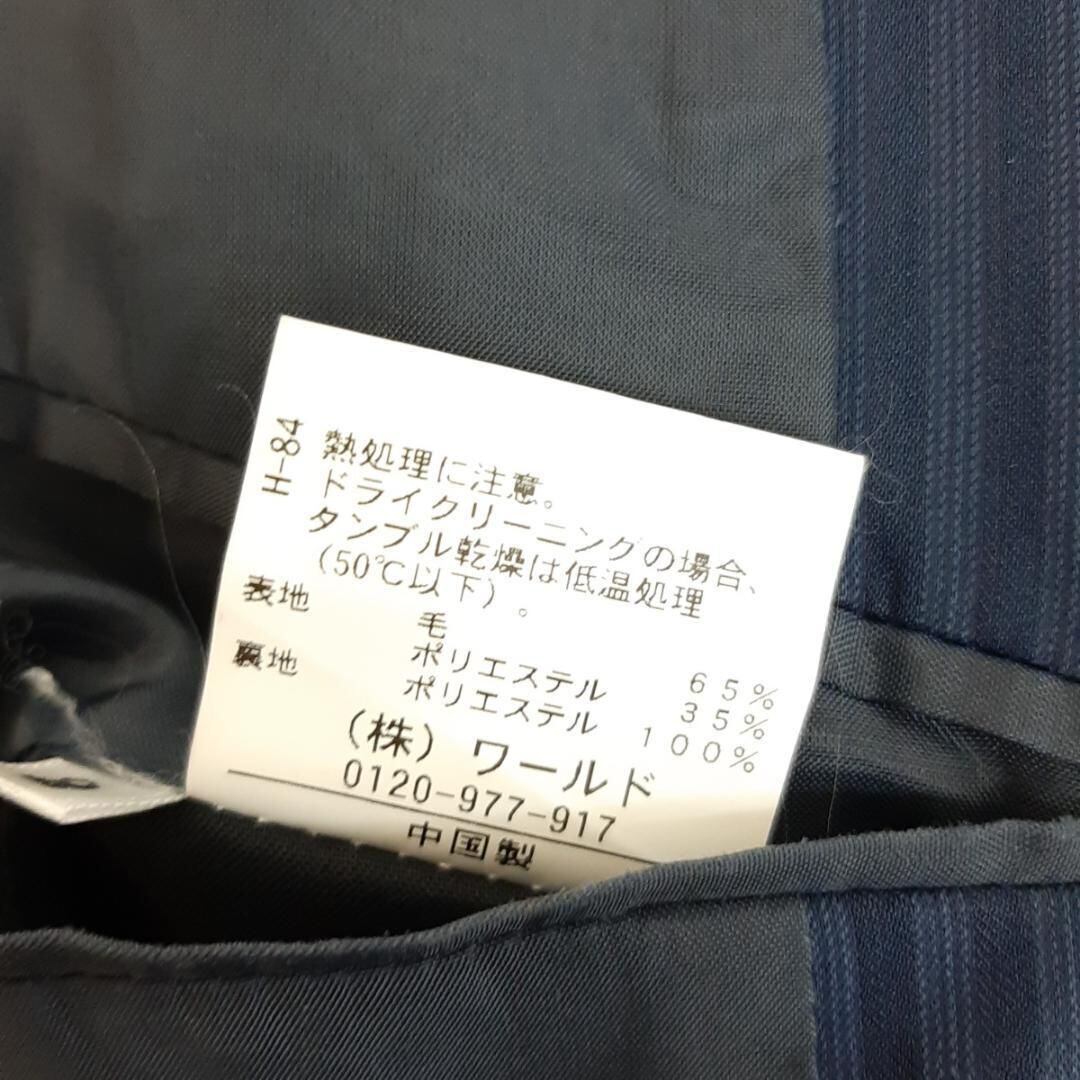 H-84
熱処理に注意。
ドライクリーニングの場合、
タンブル乾燥は低温処理
(50℃以下)。
表地 毛 65%
ポリエステル 35%
裏地 ポリエステル 100%
(株) ワールド
0120-977-917
中国製